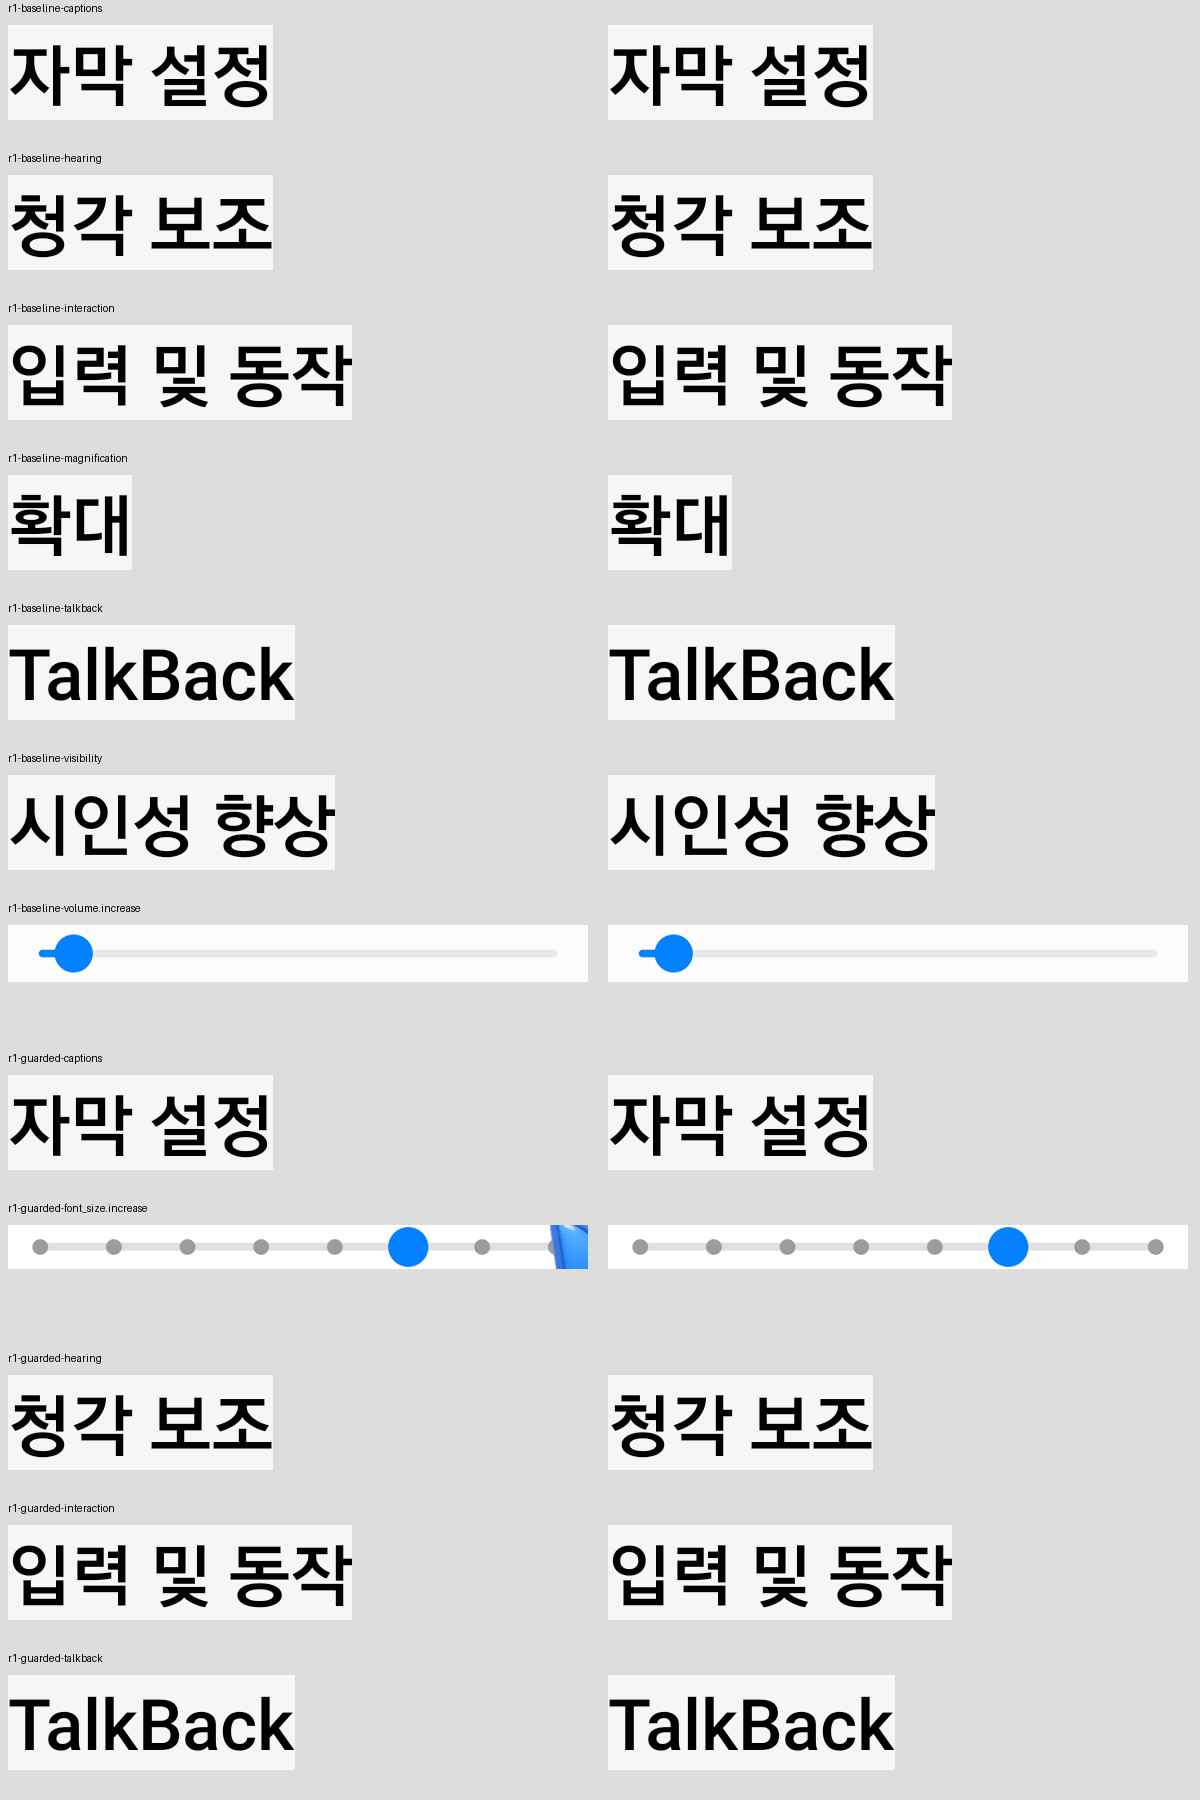 r1-baseline-captions
자막 설정 자막 설정
r1-baseline-hearing
청각 보조 청각 보조
r1-baseline-interaction
입력 및 동작 입력 및 동작
r1-baseline-magnification
확대 확대
r1-baseline-talkback
TalkBack TalkBack
r1-baseline-visibility
시인성 향상 시인성 향상
r1-baseline-volume.increase
r1-guarded-captions
자막 설정 자막 설정
r1-guarded-font_size.increase
r1-guarded-hearing
청각 보조 청각 보조
r1-guarded-interaction
입력 및 동작 입력 및 동작
r1-guarded-talkback
TalkBack TalkBack